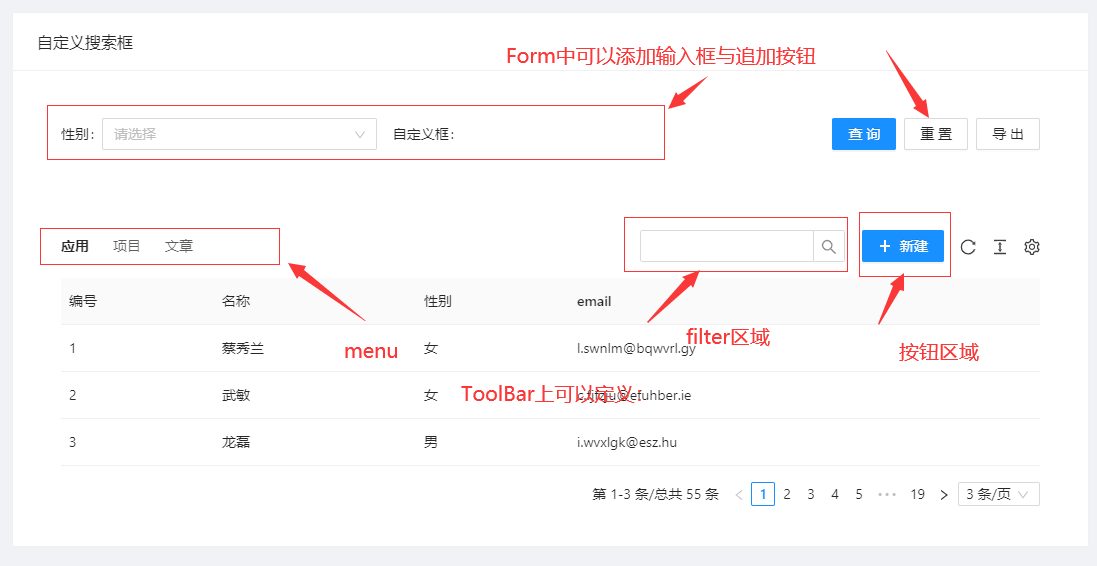 自定义搜索框
Form中可以添加输入框与追加按钮
性别: 请选择 自定义框: 查 询 重 置 导 出
应用 项目 文章 新建
编号 名称 性别 email
1 蔡秀兰 女 l.swnlm@bqwvrl.gy
menu filter区域 按钮区域
2 武敏 女 @efuhber.ie
ToolBar上可以定义:
3 龙磊 男 i.wvxlgk@esz.hu
第 1-3 条/总共 55 条 1 2 3 4 5 ••• 19 3 条/页